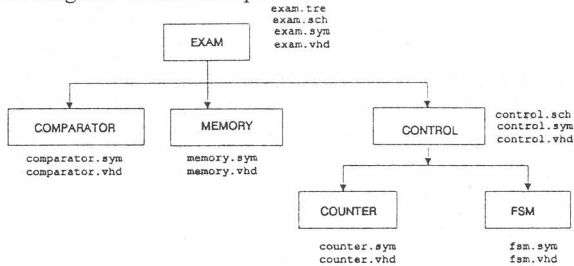 exam.tre
exam.sch
exam.sym
exam.vhd
EXAM
COMPARATOR
MEMORY
CONTROL
control.sch
control.sym
control.vhd
comparator.sym
comparator.vhd
memory.sym
memory.vhd
COUNTER
FSM
counter.sym
counter.vhd
fsm.sym
fsm.vhd